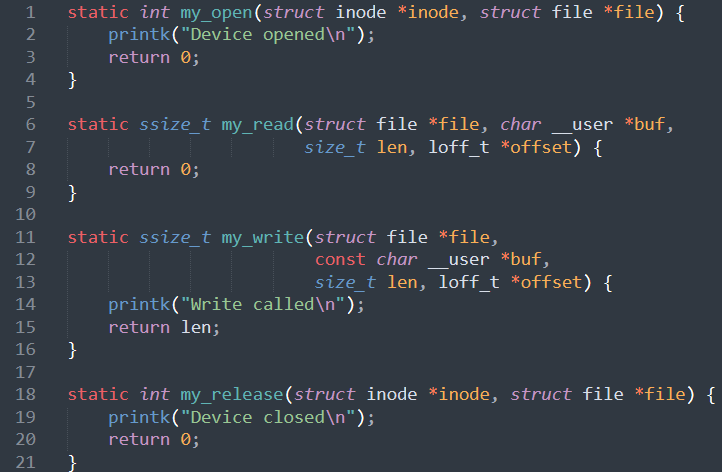 1 static int my_open(struct inode *inode, struct file *file) {
2     printk("Device opened\n");
3     return 0;
4 }
5
6 static ssize_t my_read(struct file *file, char __user *buf,
7                        size_t len, loff_t *offset) {
8     return 0;
9 }
10
11 static ssize_t my_write(struct file *file,
12                         const char __user *buf,
13                         size_t len, loff_t *offset) {
14     printk("Write called\n");
15     return len;
16 }
17
18 static int my_release(struct inode *inode, struct file *file) {
19     printk("Device closed\n");
20     return 0;
21 }